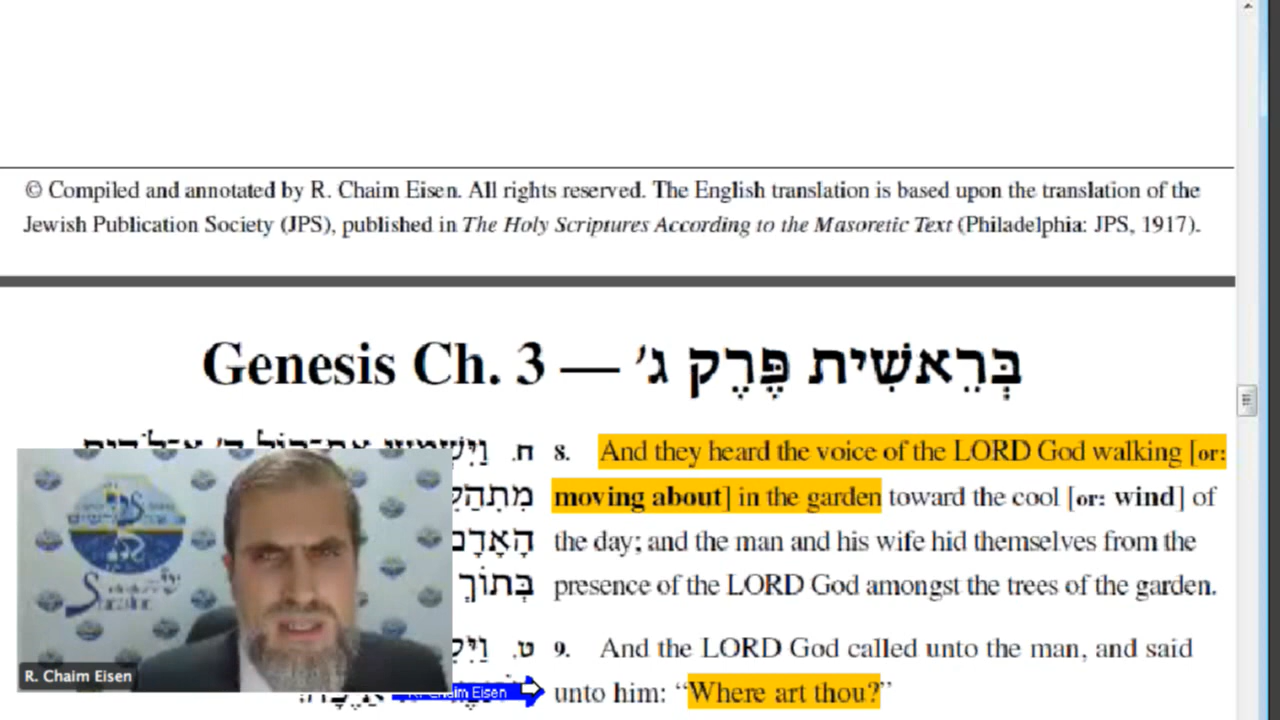 © Compiled and annotated by R. Chaim Eisen. All rights reserved. The English translation is based upon the translation of the
Jewish Publication Society (JPS), published in The Holy Scriptures According to the Masoretic Text (Philadelphia: JPS, 1917).
Genesis Ch. 3 — בְּרֵאשִׁית פֶּרֶק ג'
8. And they heard the voice of the LORD God walking [or:
moving about] in the garden toward the cool [or: wind] of
the day; and the man and his wife hid themselves from the
presence of the LORD God amongst the trees of the garden.
9. And the LORD God called unto the man, and said
unto him: “Where art thou?”
ח.
הָאָדָם
בְּתוֹךְ
ט.
R. Chaim Eisen
R. Chaim Eisen